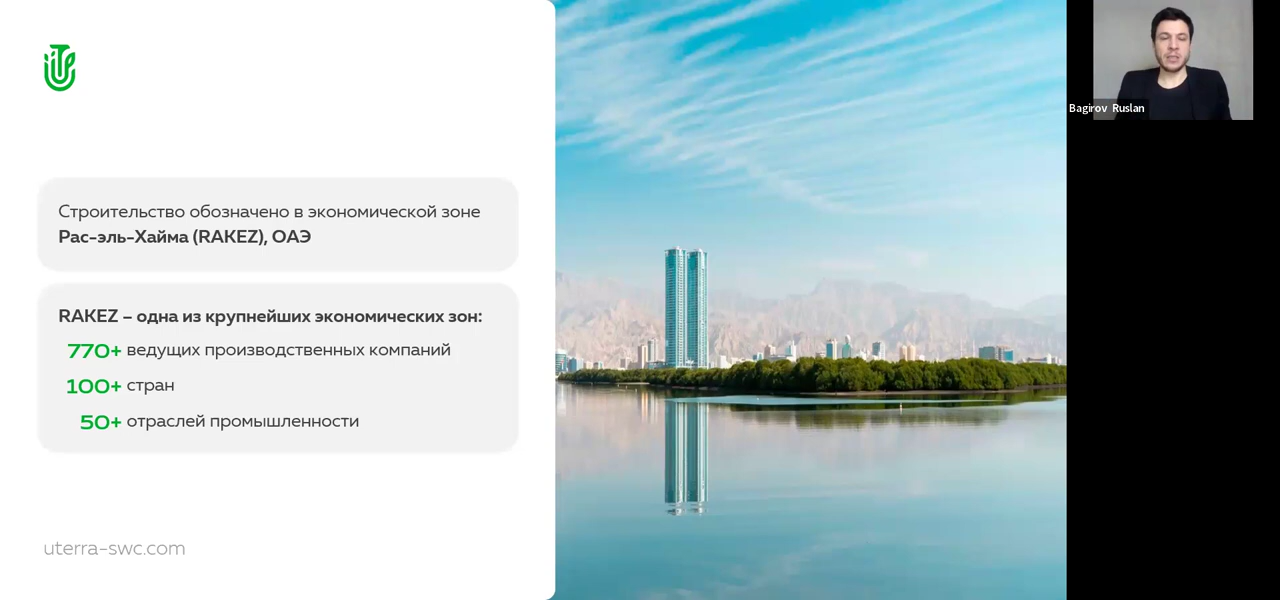 Строительство обозначено в экономической зоне
Рас-эль-Хайма (RAKEZ), ОАЭ
RAKEZ – одна из крупнейших экономических зон:
770+ ведущих производственных компаний
100+ стран
50+ отраслей промышленности
uterra-swc.com
Bagirov Ruslan